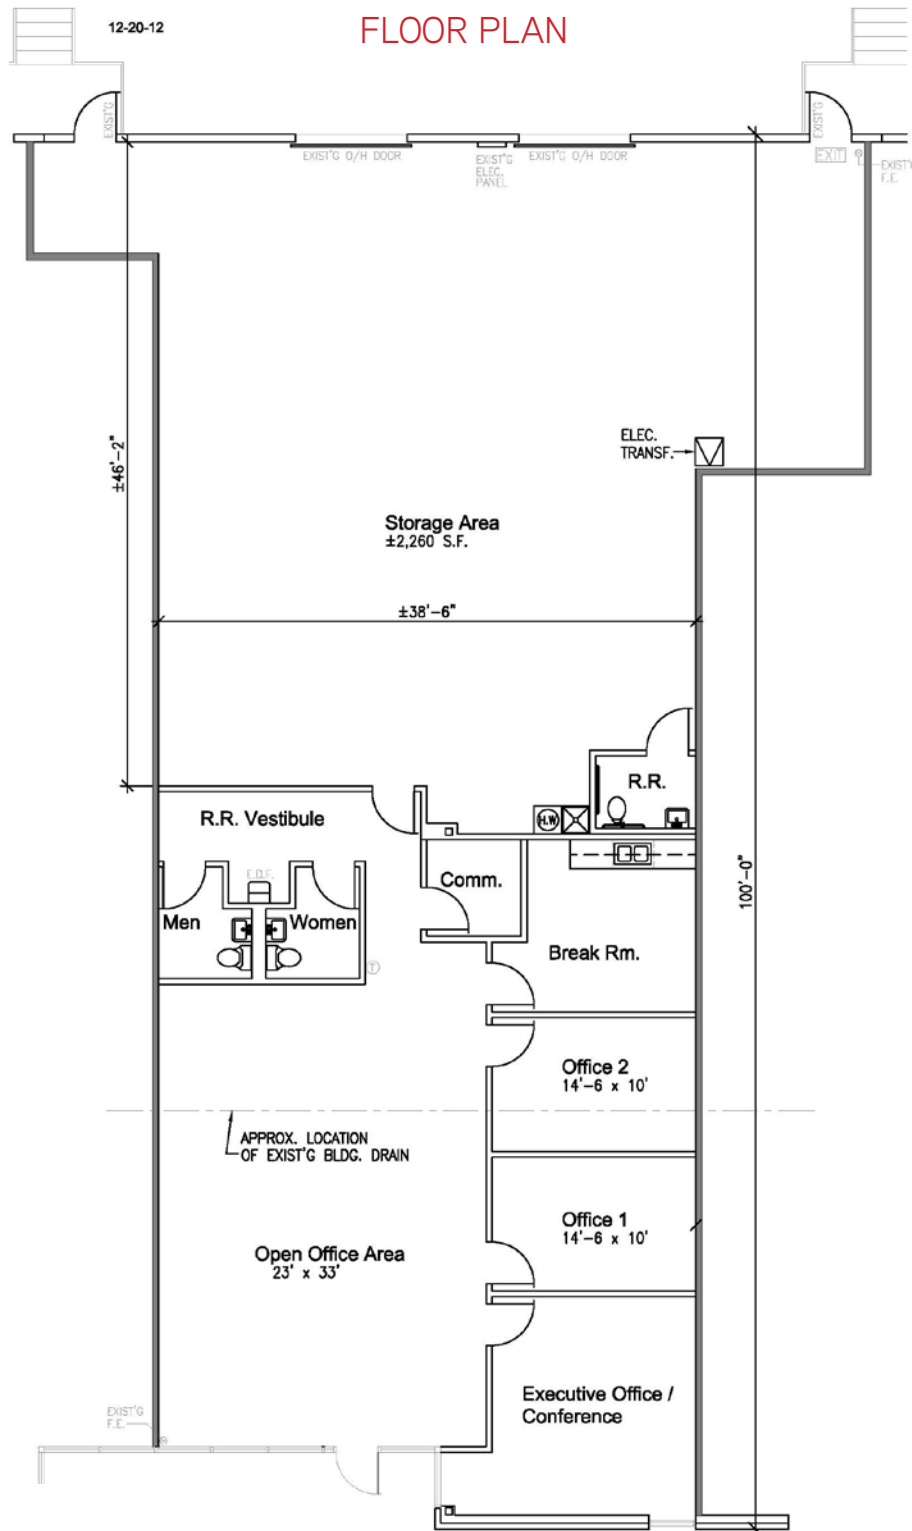 12-20-12
FLOOR PLAN
EXIST'G
EXIST'G
EXIST'G O/H DOOR
EXIST'G
ELEC.
PANEL
EXIST'G O/H DOOR
EXIT
EXIST'G
F.E.
±46'-2"
ELEC.
TRANSF.
Storage Area
±2,260 S.F.
±38'-6"
R.R.
R.R. Vestibule
H.W
E.D.F.
Comm.
100'-0"
Men
Women
Break Rm.
T
Office 2
14'-6 x 10'
APPROX. LOCATION
OF EXIST'G BLDG. DRAIN
Office 1
14'-6 x 10'
Open Office Area
23' x 33'
Executive Office /
Conference
EXIST'G
F.E.